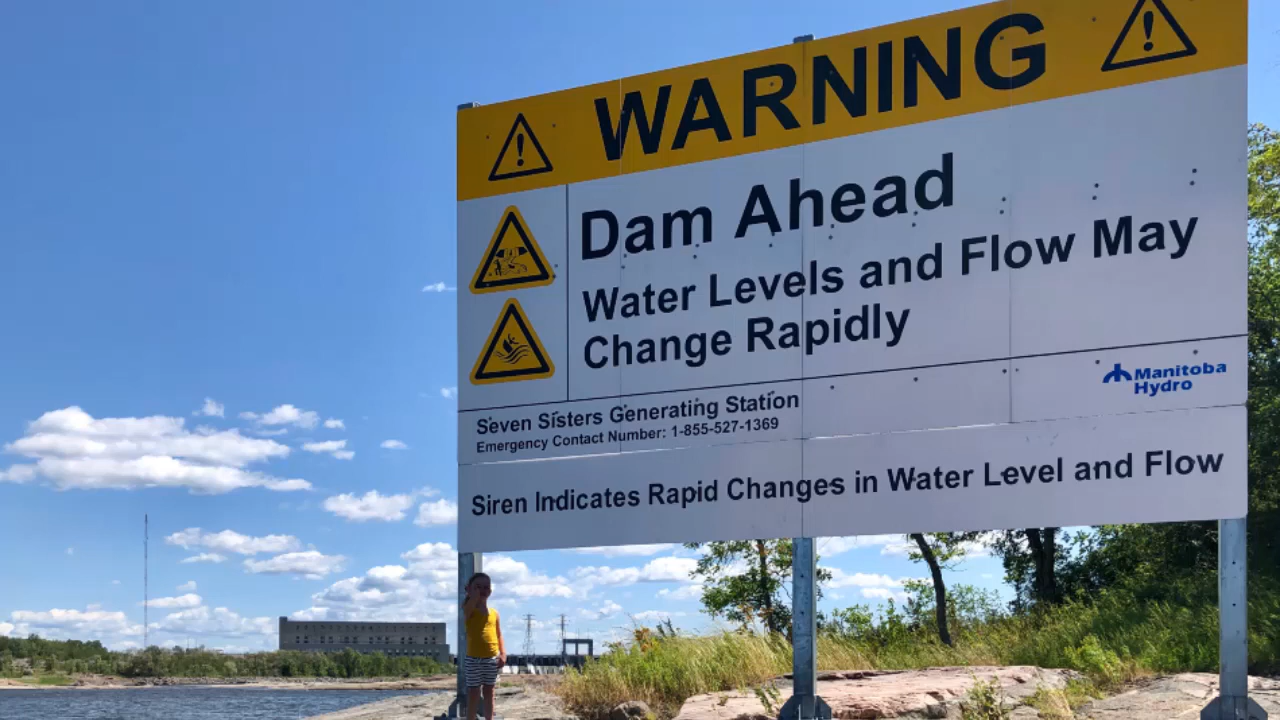 WARNING
Dam Ahead
Water Levels and Flow May
Change Rapidly
Seven Sisters Generating Station
Emergency Contact Number: 1-855-527-1369
Manitoba
Hydro
Siren Indicates Rapid Changes in Water Level and Flow